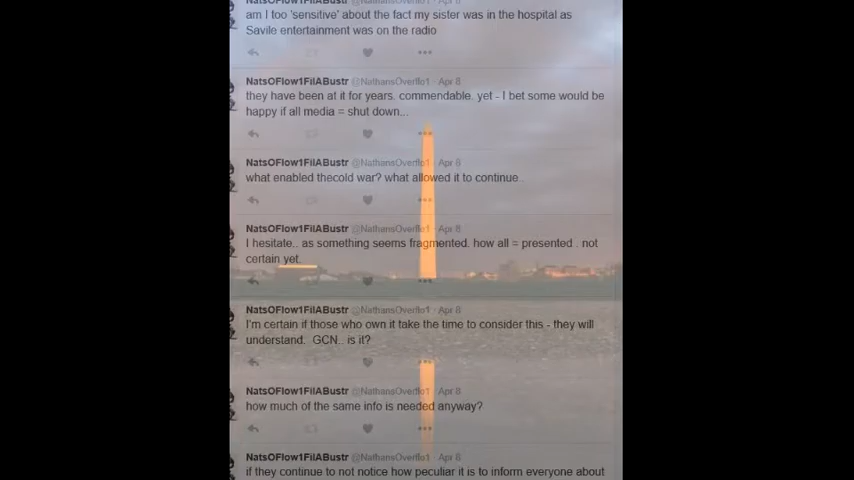 NatsOFlow1FilABustr @NathansOverflo1 · Apr 8
am I too 'sensitive' about the fact my sister was in the hospital as
Savile entertainment was on the radio
NatsOFlow1FilABustr @NathansOverflo1 · Apr 8
they have been at it for years. commendable. yet - I bet some would be
happy if all media = shut down...
NatsOFlow1FilABustr @NathansOverflo1 · Apr 8
what enabled thecold war? what allowed it to continue..
NatsOFlow1FilABustr @NathansOverflo1 · Apr 8
I hesitate.. as something seems fragmented. how all = presented . not
certain yet.
NatsOFlow1FilABustr @NathansOverflo1 · Apr 8
I'm certain if those who own it take the time to consider this - they will
understand.  GCN.. is it?
NatsOFlow1FilABustr @NathansOverflo1 · Apr 8
how much of the same info is needed anyway?
NatsOFlow1FilABustr @NathansOverflo1 · Apr 8
if they continue to not notice how peculiar it is to inform everyone about